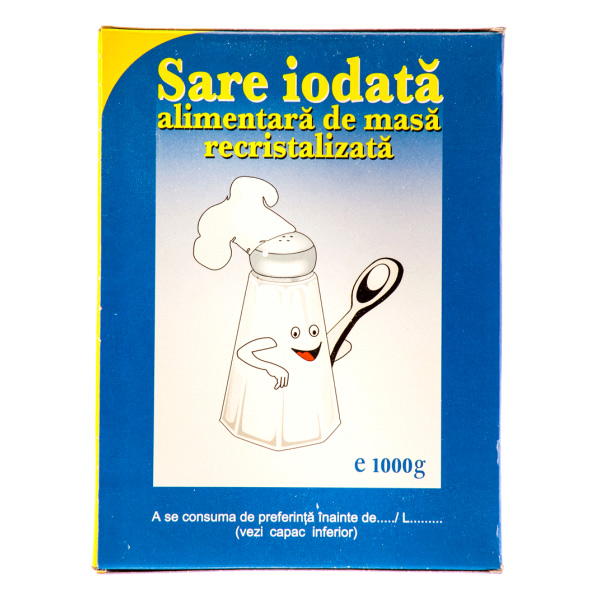 Sare iodată
alimentară de masă
recristalizată
e 1000g
A se consuma de preferință înainte de...../ L.........
(vezi capac inferior)